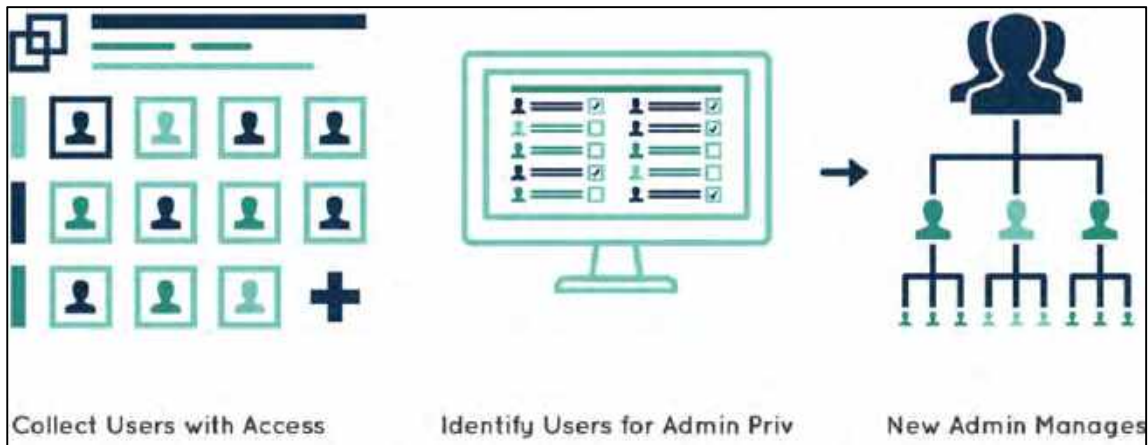 Collect Users with Access
Identify Users for Admin Priv
New Admin Manages